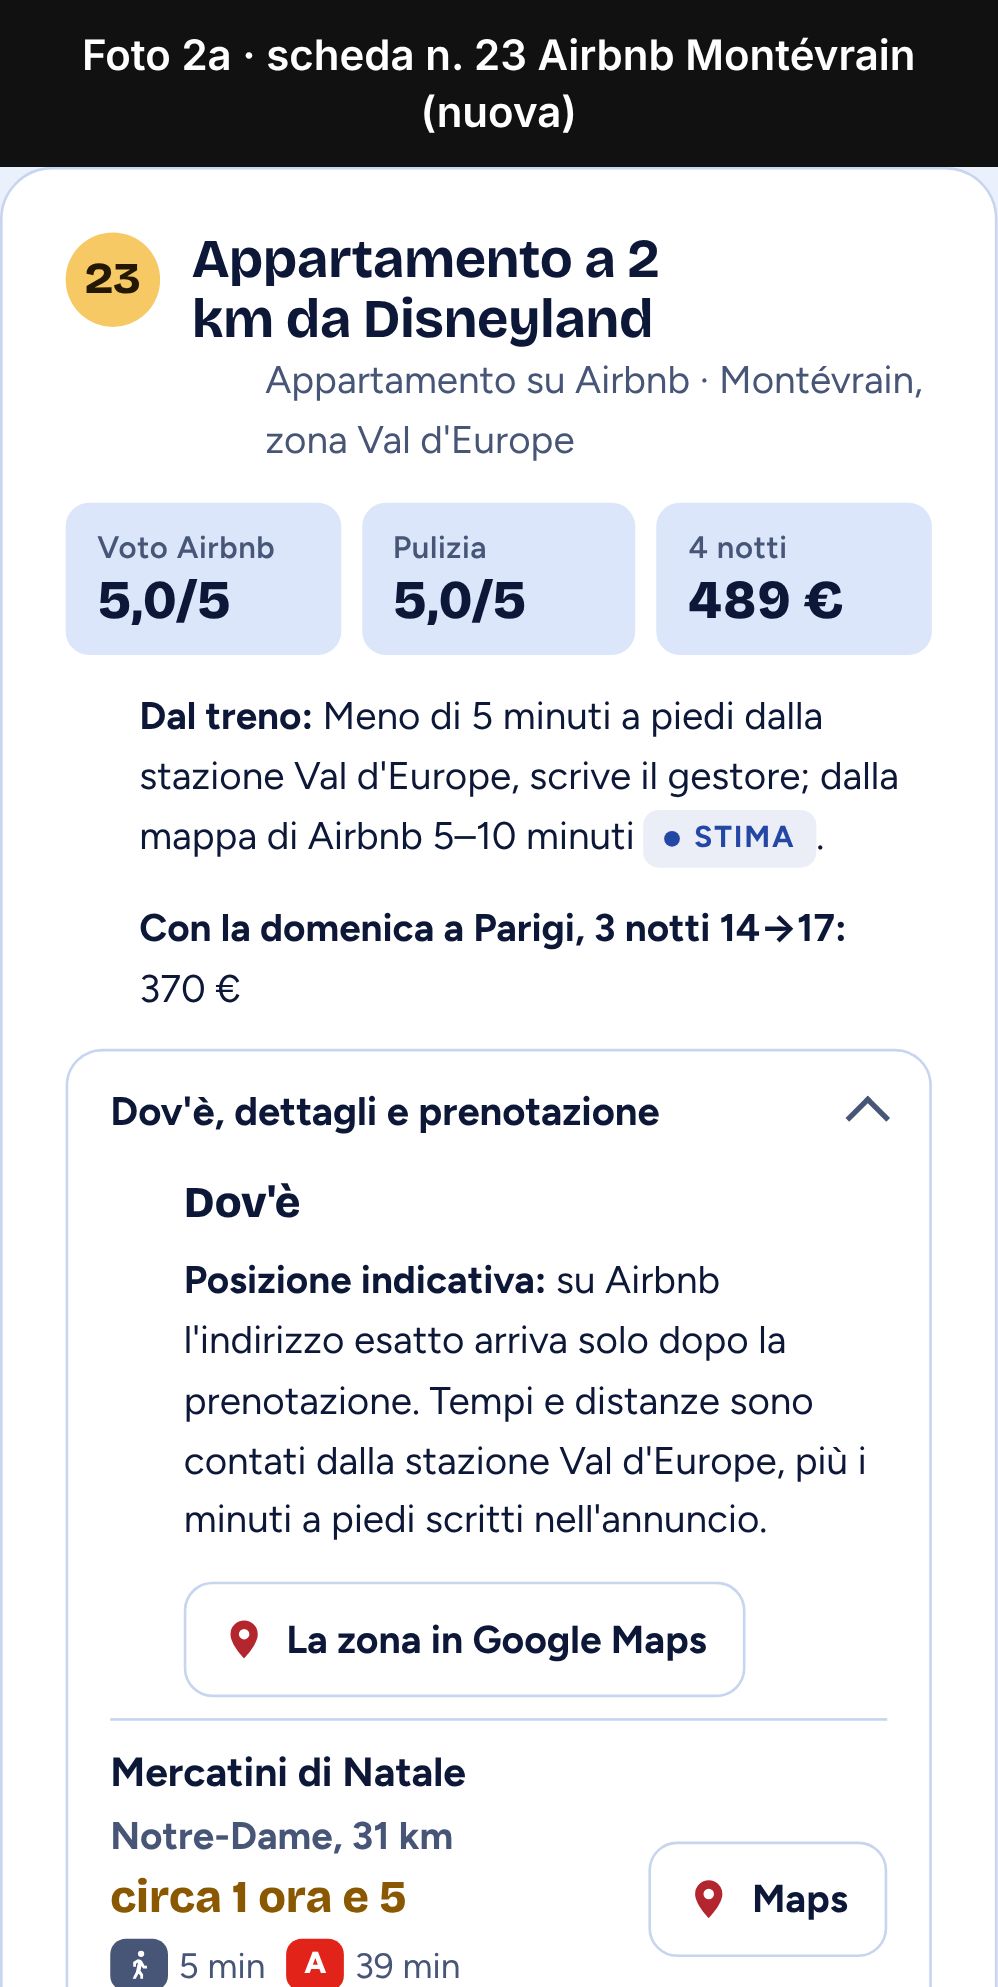 Foto 2a · scheda n. 23 Airbnb Montévrain
(nuova)
23
Appartamento a 2
km da Disneyland
Appartamento su Airbnb · Montévrain,
zona Val d'Europe
Voto Airbnb
5,0/5
Pulizia
5,0/5
4 notti
489 €
Dal treno: Meno di 5 minuti a piedi dalla
stazione Val d'Europe, scrive il gestore; dalla
mappa di Airbnb 5–10 minuti • STIMA .
Con la domenica a Parigi, 3 notti 14→17:
370 €
Dov'è, dettagli e prenotazione
Dov'è
Posizione indicativa: su Airbnb
l'indirizzo esatto arriva solo dopo la
prenotazione. Tempi e distanze sono
contati dalla stazione Val d'Europe, più i
minuti a piedi scritti nell'annuncio.
La zona in Google Maps
Mercatini di Natale
Notre-Dame, 31 km
circa 1 ora e 5
Maps
5 min A 39 min